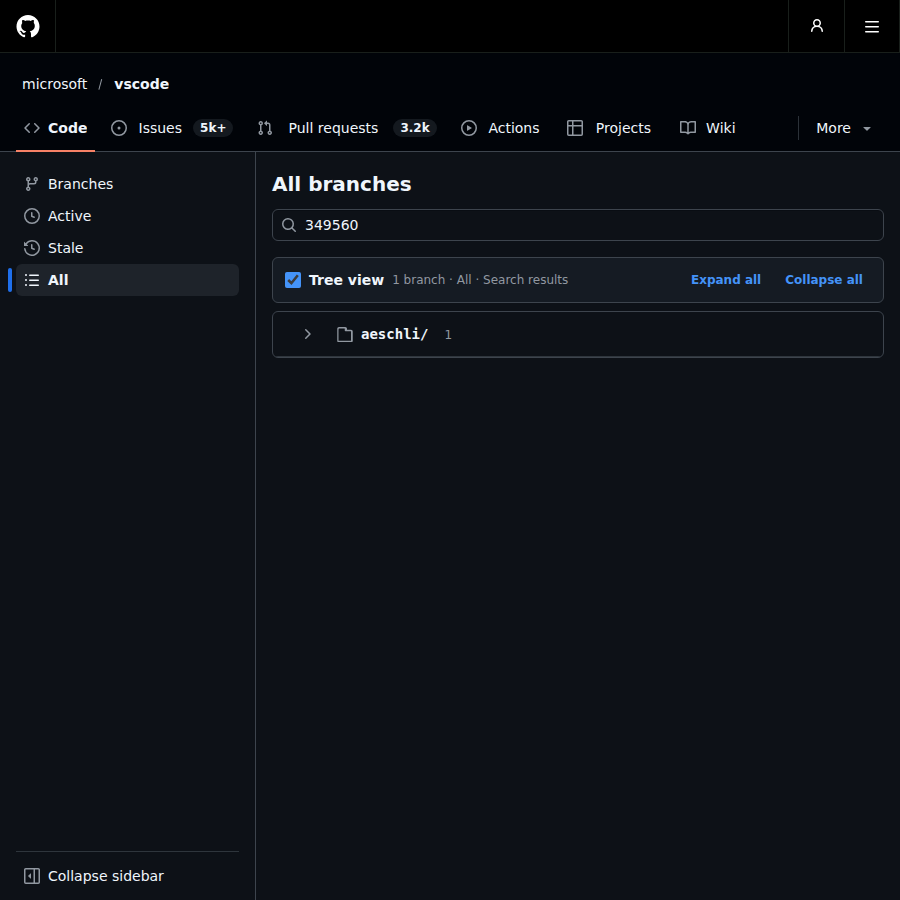 microsoft / vscode
Code Issues 5k+ Pull requests 3.2k Actions Projects Wiki More
Branches
Active
Stale
All
All branches
349560
Tree view 1 branch · All · Search results Expand all Collapse all
aeschli/ 1
Collapse sidebar